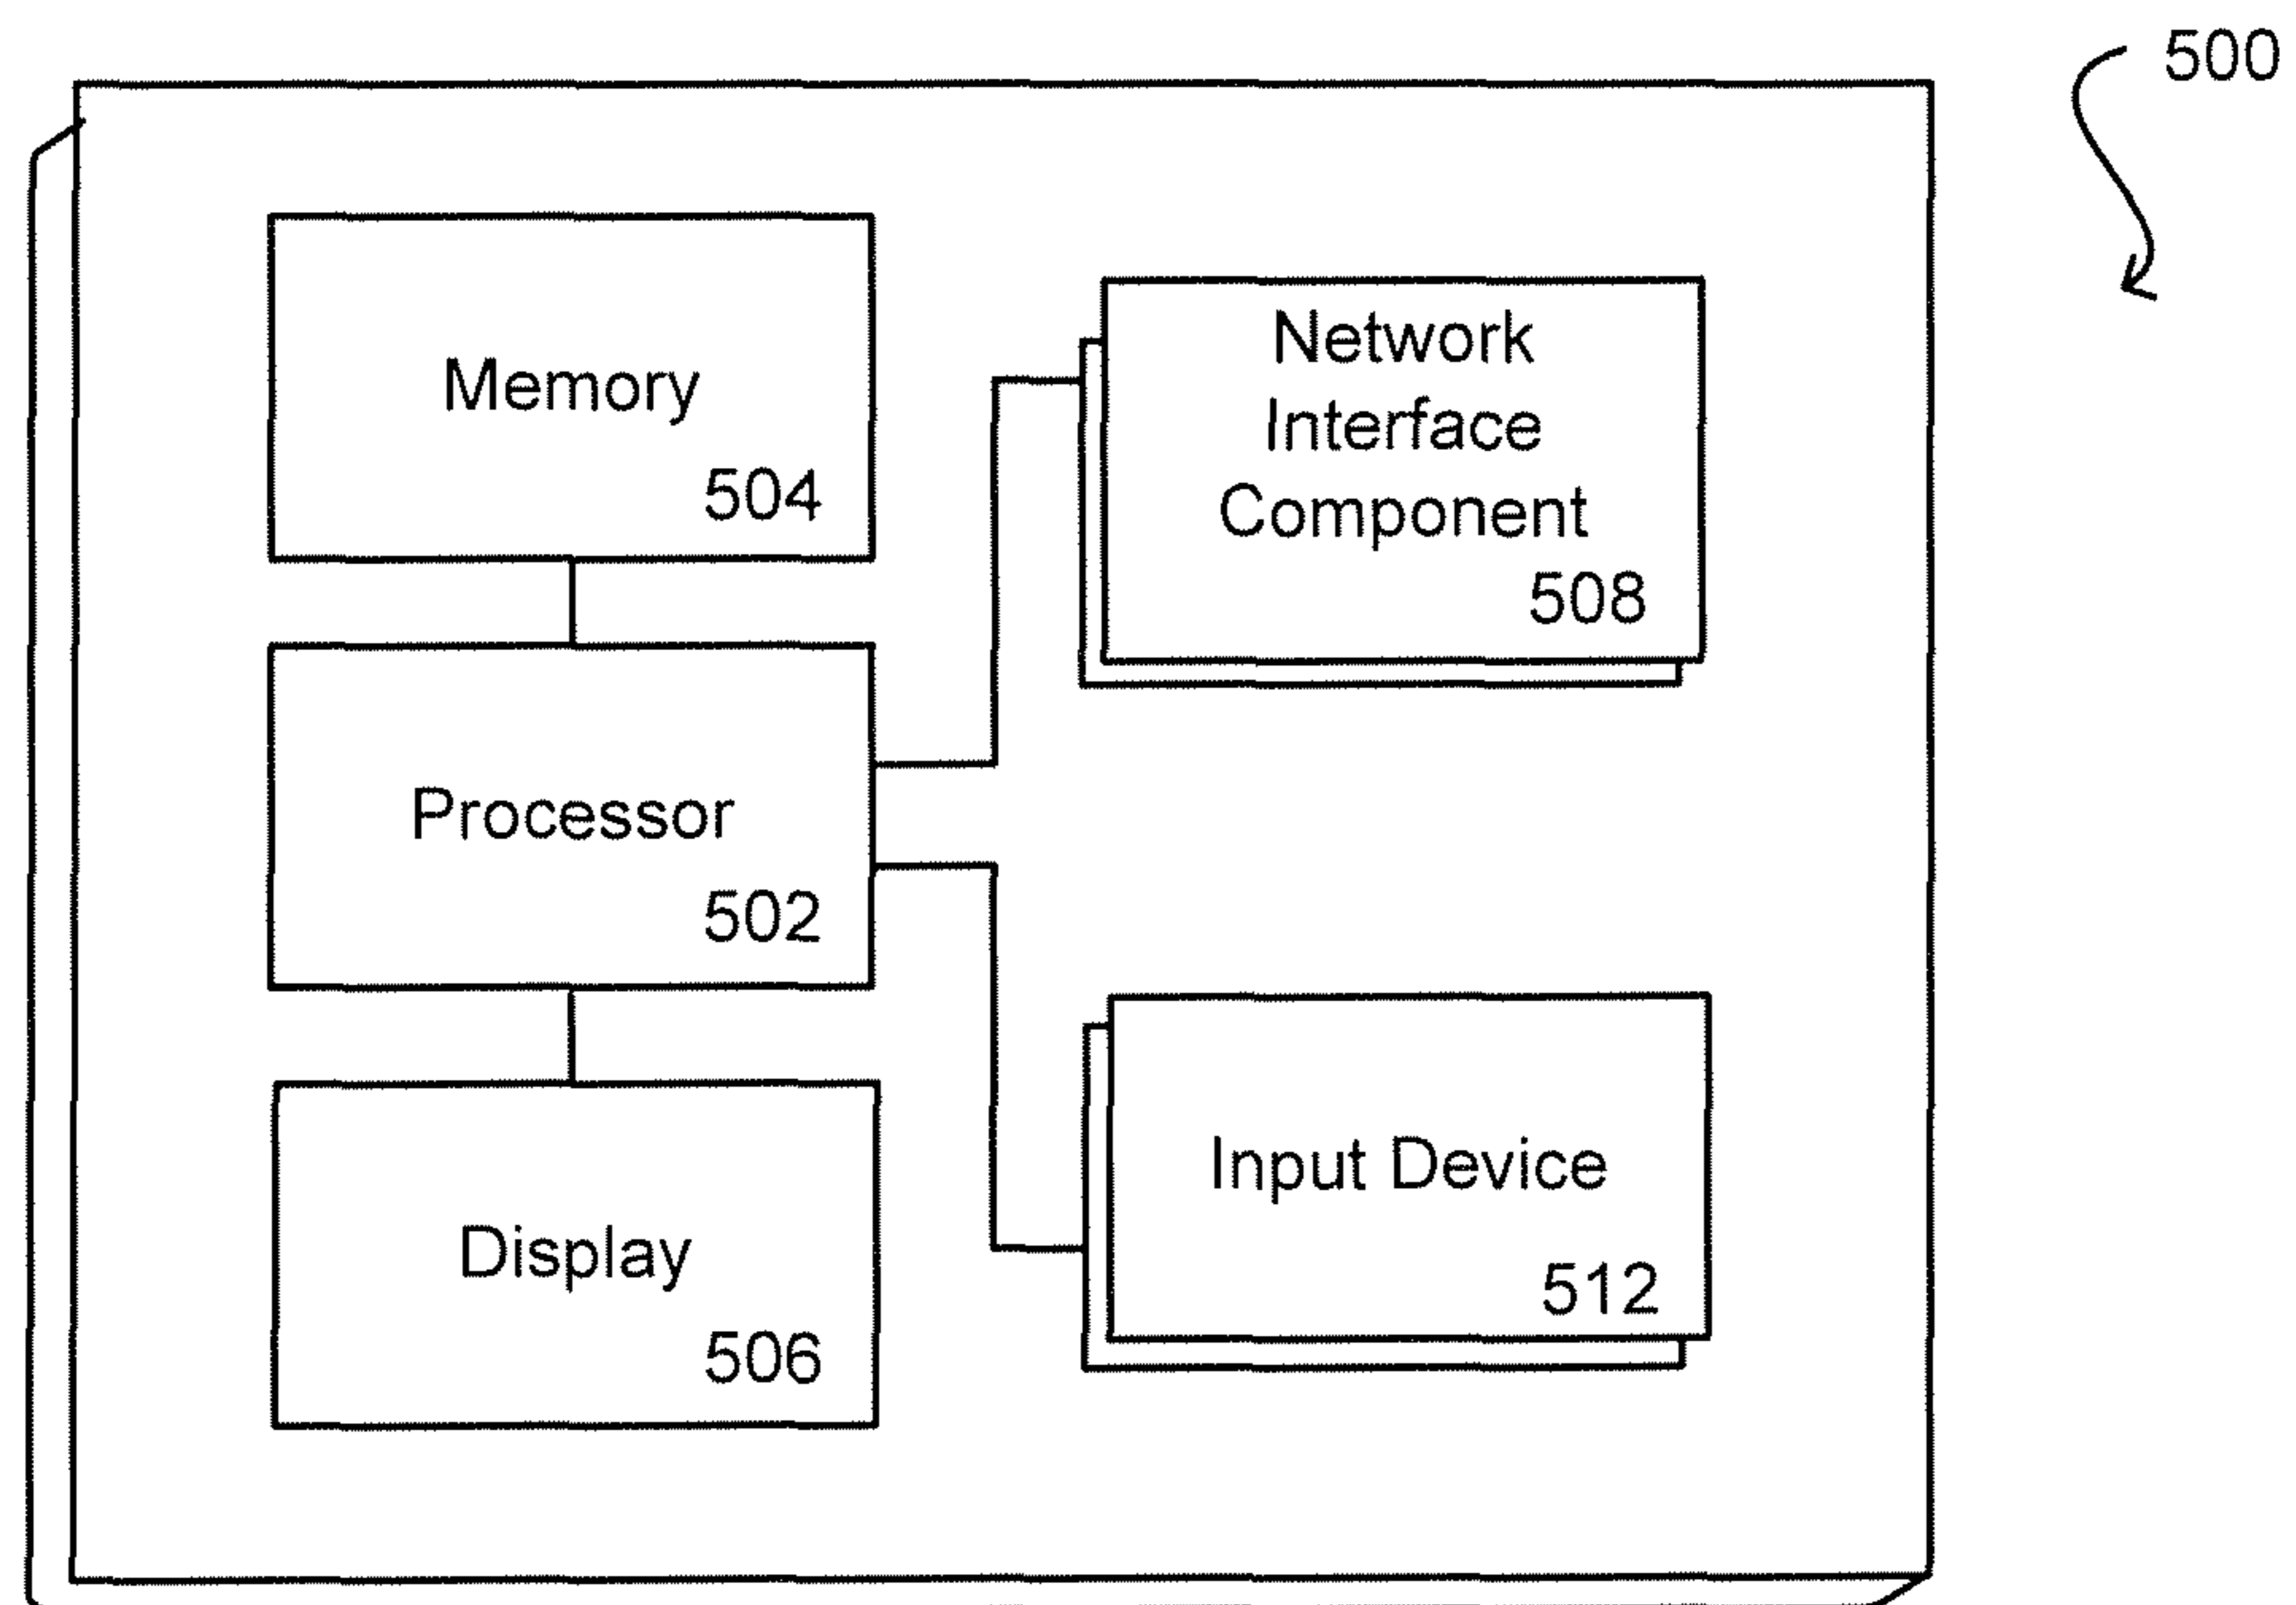 500
Memory
504
Network
Interface
Component
508
Processor
502
Input Device
512
Display
506